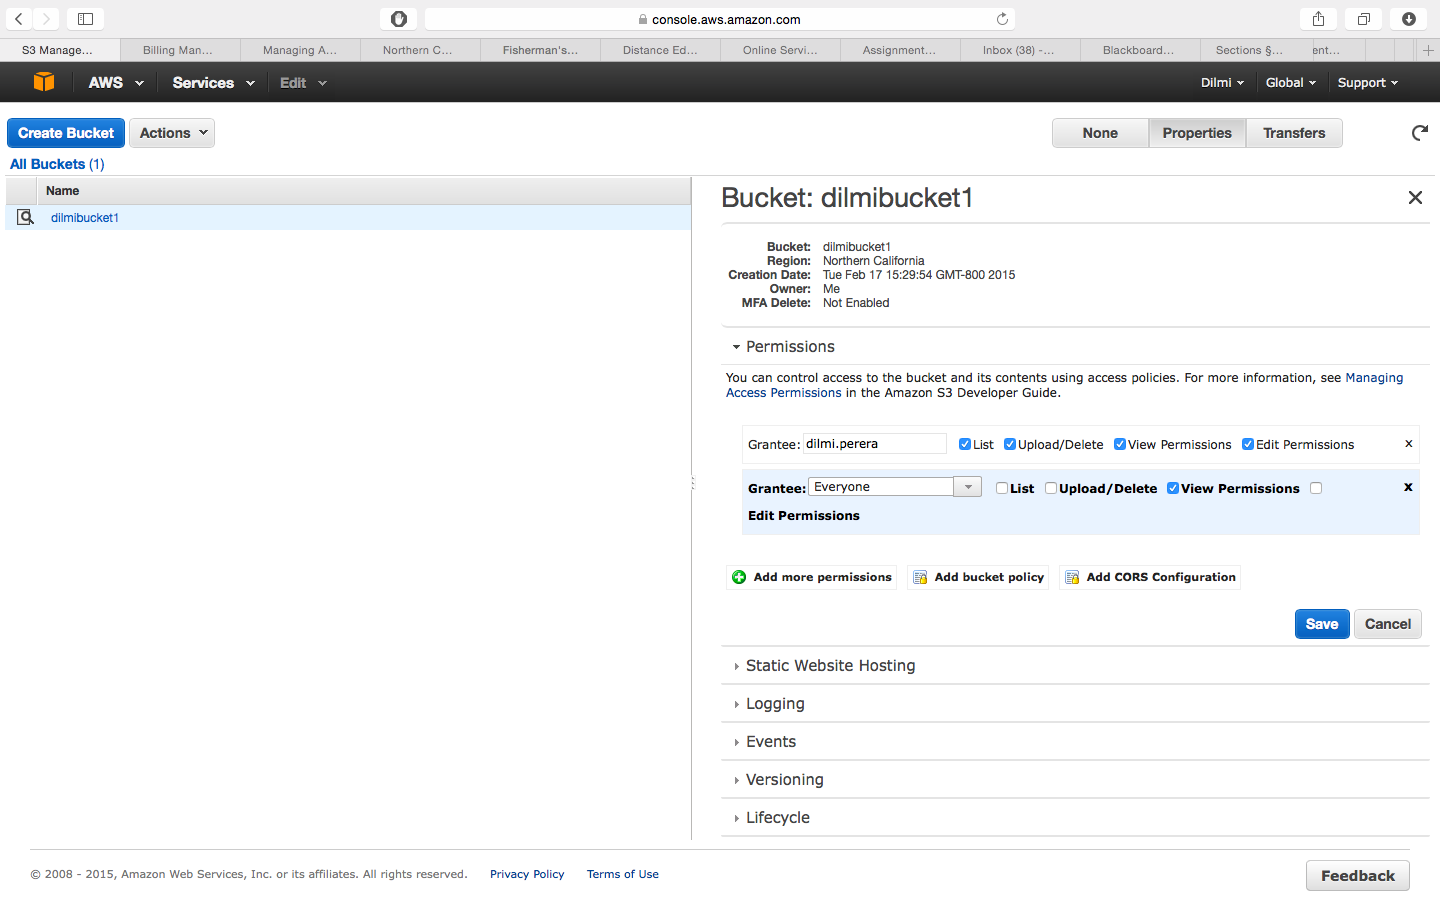 console.aws.amazon.com
S3 Manage... Billing Man... Managing A... Northern C... Fisherman's... Distance Ed... Online Servi... Assignment... Inbox (38) -... Blackboard... Sections §... ent...
AWS Services Edit Dilmi Global Support
Create Bucket Actions None Properties Transfers
All Buckets (1)
Name
dilmibucket1
Bucket: dilmibucket1
Bucket: dilmibucket1
Region: Northern California
Creation Date: Tue Feb 17 15:29:54 GMT-800 2015
Owner: Me
MFA Delete: Not Enabled
Permissions
You can control access to the bucket and its contents using access policies. For more information, see Managing
Access Permissions in the Amazon S3 Developer Guide.
Grantee: dilmi.perera List Upload/Delete View Permissions Edit Permissions x
Grantee: Everyone List Upload/Delete View Permissions x
Edit Permissions
Add more permissions Add bucket policy Add CORS Configuration
Save Cancel
Static Website Hosting
Logging
Events
Versioning
Lifecycle
© 2008 - 2015, Amazon Web Services, Inc. or its affiliates. All rights reserved. Privacy Policy Terms of Use Feedback